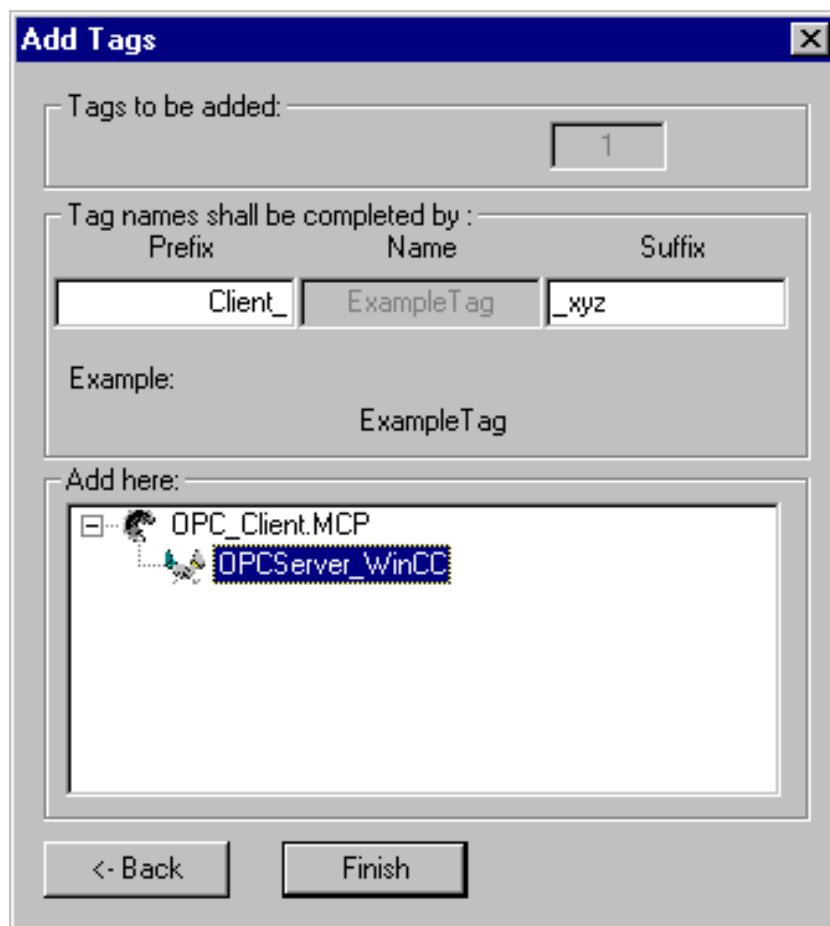 Add Tags
Tags to be added:
1
Tag names shall be completed by :
Prefix Name Suffix
Client_ ExampleTag _xyz
Example:
ExampleTag
Add here:
OPC_Client.MCP
OPCServer_WinCC
<- Back Finish